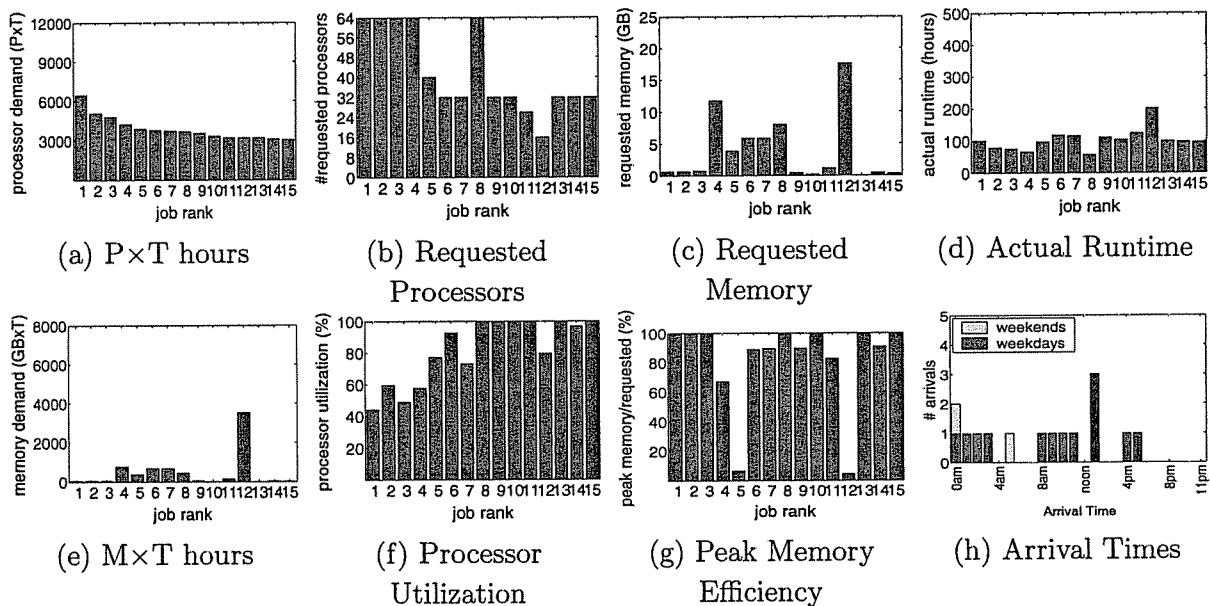 processor demand (PxT)
12000
9000
6000
3000
1 2 3 4 5 6 7 8 9 10 11 12 13 14 15
job rank
(a) P×T hours
#requested processors
64
56
48
40
32
24
16
8
0
1 2 3 4 5 6 7 8 9 10 11 12 13 14 15
job rank
(b) Requested
Processors
requested memory (GB)
25
20
15
10
5
0
1 2 3 4 5 6 7 8 9 10 11 12 13 14 15
job rank
(c) Requested
Memory
actual runtime (hours)
500
400
300
200
100
0
1 2 3 4 5 6 7 8 9 10 11 12 13 14 15
job rank
(d) Actual Runtime
memory demand (GBxT)
8000
6000
4000
2000
0
1 2 3 4 5 6 7 8 9 10 11 12 13 14 15
job rank
(e) M×T hours
processor utilization (%)
100
80
60
40
20
1 2 3 4 5 6 7 8 9 10 11 12 13 14 15
job rank
(f) Processor
Utilization
peak memory/requested (%)
100
80
60
40
20
1 2 3 4 5 6 7 8 9 10 11 12 13 14 15
job rank
(g) Peak Memory
Efficiency
# arrivals
5
4
3
2
1
0
weekends
weekdays
0am 4am 8am noon 4pm 8pm 11pm
Arrival Time
(h) Arrival Times